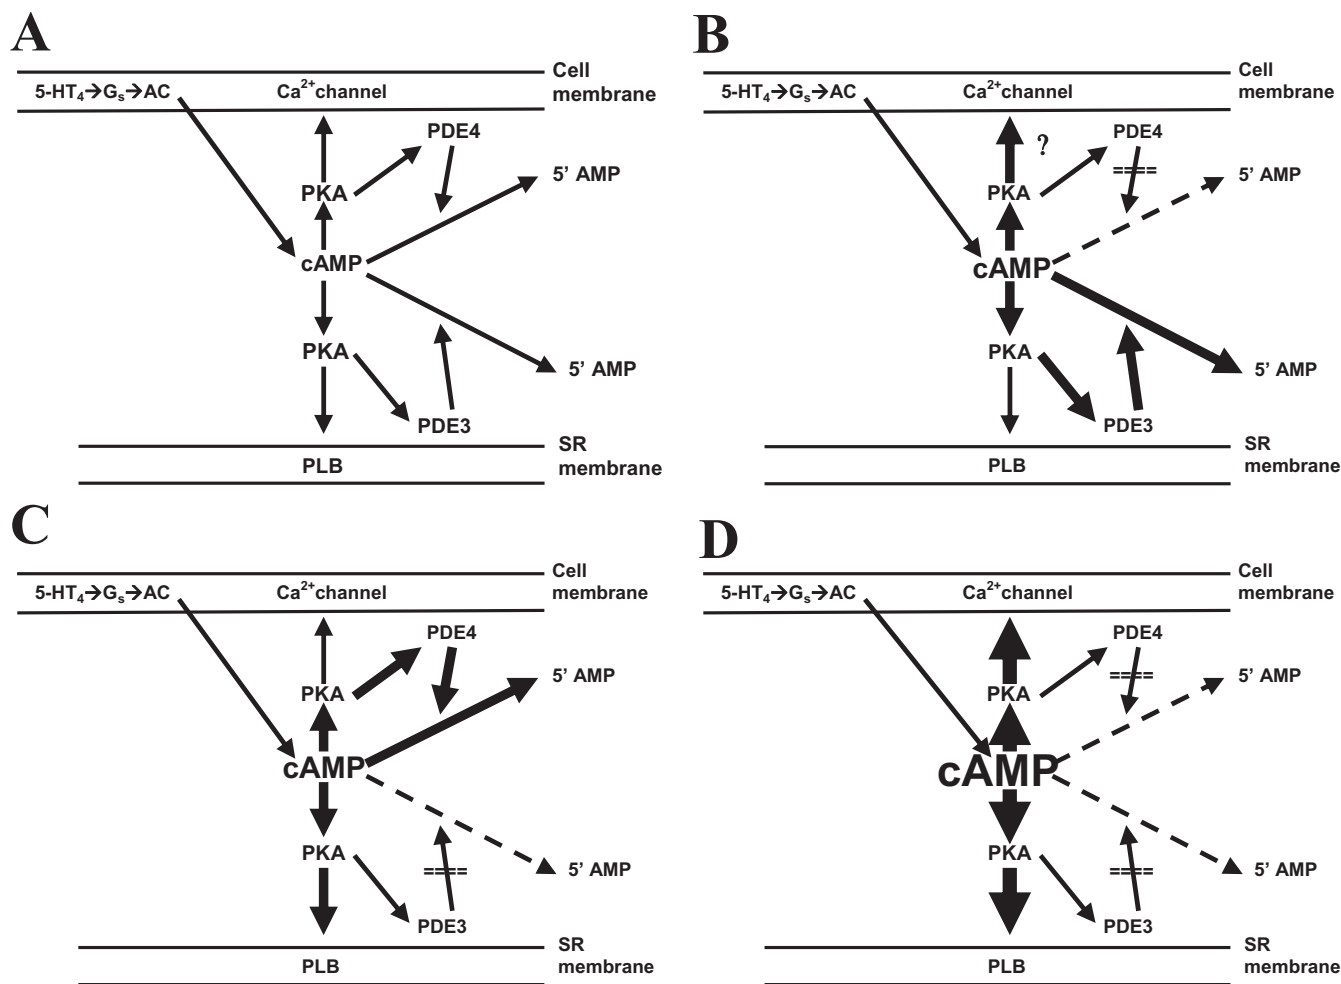 A
Cell
membrane
5-HT₄→Gₛ→AC
Ca²⁺channel
PDE4
PKA
5’ AMP
cAMP
PKA
5’ AMP
PDE3
SR
membrane
PLB
B
Cell
membrane
5-HT₄→Gₛ→AC
Ca²⁺channel
?
PDE4
====
PKA
5’ AMP
cAMP
PKA
5’ AMP
PDE3
SR
membrane
PLB
C
Cell
membrane
5-HT₄→Gₛ→AC
Ca²⁺channel
PDE4
PKA
5’ AMP
cAMP
PKA
5’ AMP
====
PDE3
SR
membrane
PLB
D
Cell
membrane
5-HT₄→Gₛ→AC
Ca²⁺channel
PDE4
====
PKA
5’ AMP
cAMP
PKA
5’ AMP
====
PDE3
SR
membrane
PLB